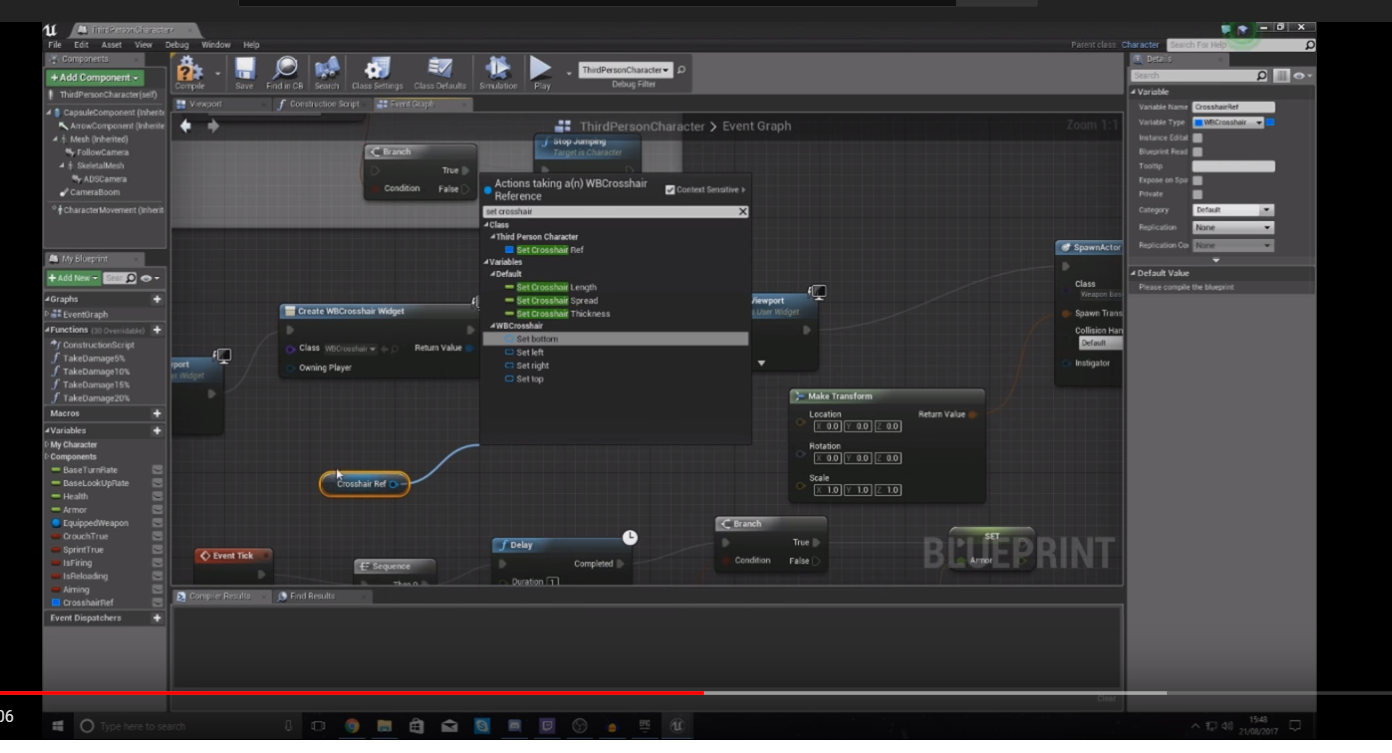 ThirdPersonCharacter
File Edit Asset View Debug Window Help
Parent class: Character Search For Help
Components
+Add Component
ThirdPersonCharacter(self)
CapsuleComponent (Inherite
ArrowComponent (Inherite
Mesh (Inherited)
FollowCamera
SkeletalMesh
ADSCamera
CameraBoom
CharacterMovement (Inherit
Compile Save Find in CB Search Class Settings Class Defaults Simulation Play
ThirdPersonCharacter
Debug Filter
Viewport Construction Script Event Graph
ThirdPersonCharacter > Event Graph
Zoom 1:1
Branch
True
Condition False
Stop Jumping
Target is Character
Actions taking a(n) WBCrosshair Reference
Context Sensitive
set crosshair
Class
Third Person Character
Set Crosshair Ref
Variables
Default
Set Crosshair Length
Set Crosshair Spread
Set Crosshair Thickness
WBCrosshair
Set bottom
Set left
Set right
Set top
Create WBCrosshair Widget
Class WBCrosshair Return Value
Owning Player
port
Viewport
User Widget
SpawnActor
Class
Weapon Bas
Spawn Trans
Collision Han
Default
Instigator
Make Transform
Location Return Value
X 0.0 Y 0.0 Z 0.0
Rotation
X 0.0 Y 0.0 Z 0.0
Scale
X 1.0 Y 1.0 Z 1.0
Crosshair Ref
Event Tick
Sequence
Then 0
Delay
Completed
Duration 1
Branch
True
Condition False
SET
Armor
BLUEPRINT
My Blueprint
+Add New
Graphs
EventGraph
Functions (30 Overridable)
ConstructionScript
TakeDamage5%
TakeDamage10%
TakeDamage15%
TakeDamage20%
Macros
Variables
My Character
Components
BaseTurnRate
BaseLookUpRate
Health
Armor
EquippedWeapon
CrouchTrue
SprintTrue
IsFiring
IsReloading
Aiming
CrosshairRef
Event Dispatchers
Compiler Results Find Results
Clear
Details
Search
Variable
Variable Name CrosshairRef
Variable Type WBCrosshair
Instance Editat
Blueprint Read
Tooltip
Expose on Spa
Private
Category Default
Replication None
Replication Co None
Default Value
Please compile the blueprint
06
Type here to search
15:48
21/08/2017